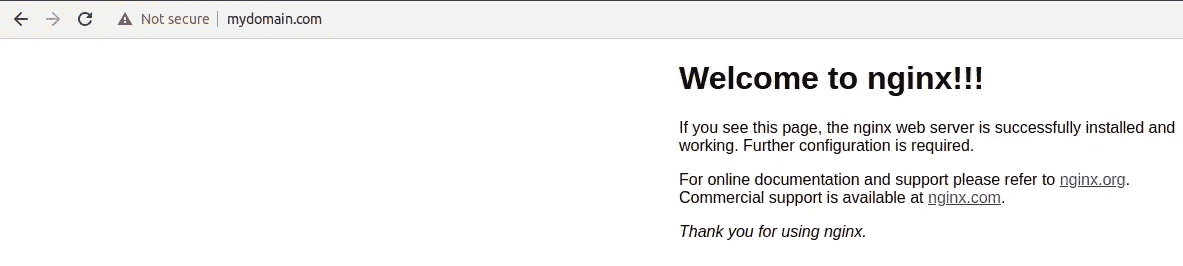 Not secure mydomain.com
Welcome to nginx!!!
If you see this page, the nginx web server is successfully installed and
working. Further configuration is required.
For online documentation and support please refer to nginx.org.
Commercial support is available at nginx.com.
Thank you for using nginx.